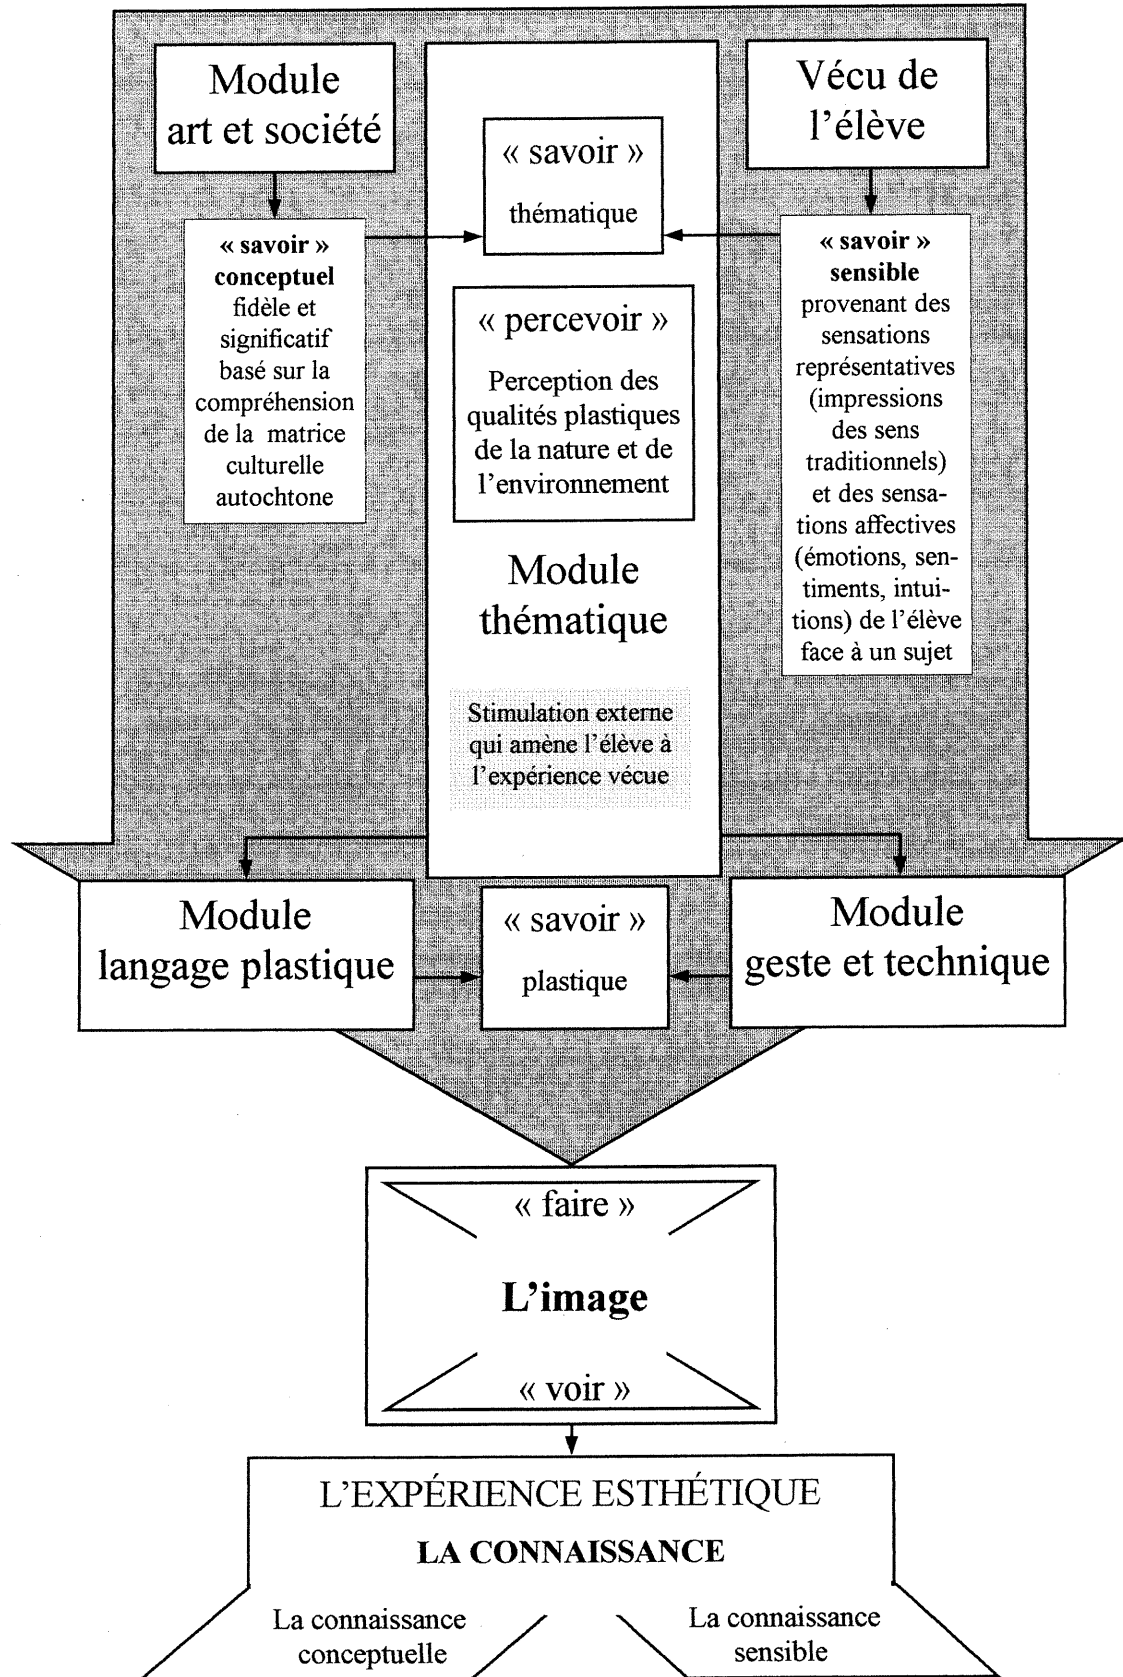 Module
art et société
« savoir »
conceptuel
fidèle et
significatif
basé sur la
compréhension
de la matrice
culturelle
autochtone
« savoir »
thématique
« percevoir »
Perception des
qualités plastiques
de la nature et de
l'environnement
Module
thématique
Stimulation externe
qui amène l'élève à
l'expérience vécue
Vécu de
l'élève
« savoir »
sensible
provenant des
sensations
représentatives
(impressions
des sens
traditionnels)
et des sensa-
tions affectives
(émotions, sen-
timents, intui-
tions) de l'élève
face à un sujet
Module
langage plastique
« savoir »
plastique
Module
geste et technique
« faire »
L'image
« voir »
L'EXPÉRIENCE ESTHÉTIQUE
LA CONNAISSANCE
La connaissance
conceptuelle
La connaissance
sensible